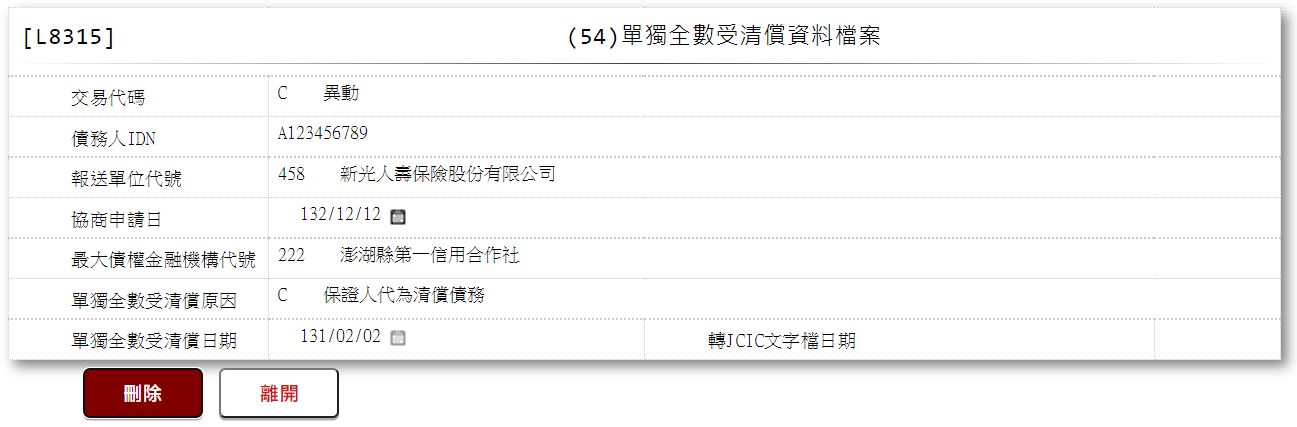 [L8315] (54)單獨全數受清償資料檔案
交易代碼 C 異動
債務人IDN A123456789
報送單位代號 458 新光人壽保險股份有限公司
協商申請日 132/12/12
最大債權金融機構代號 222 澎湖縣第一信用合作社
單獨全數受清償原因 C 保證人代為清償債務
單獨全數受清償日期 131/02/02 轉JCIC文字檔日期
刪除 離開